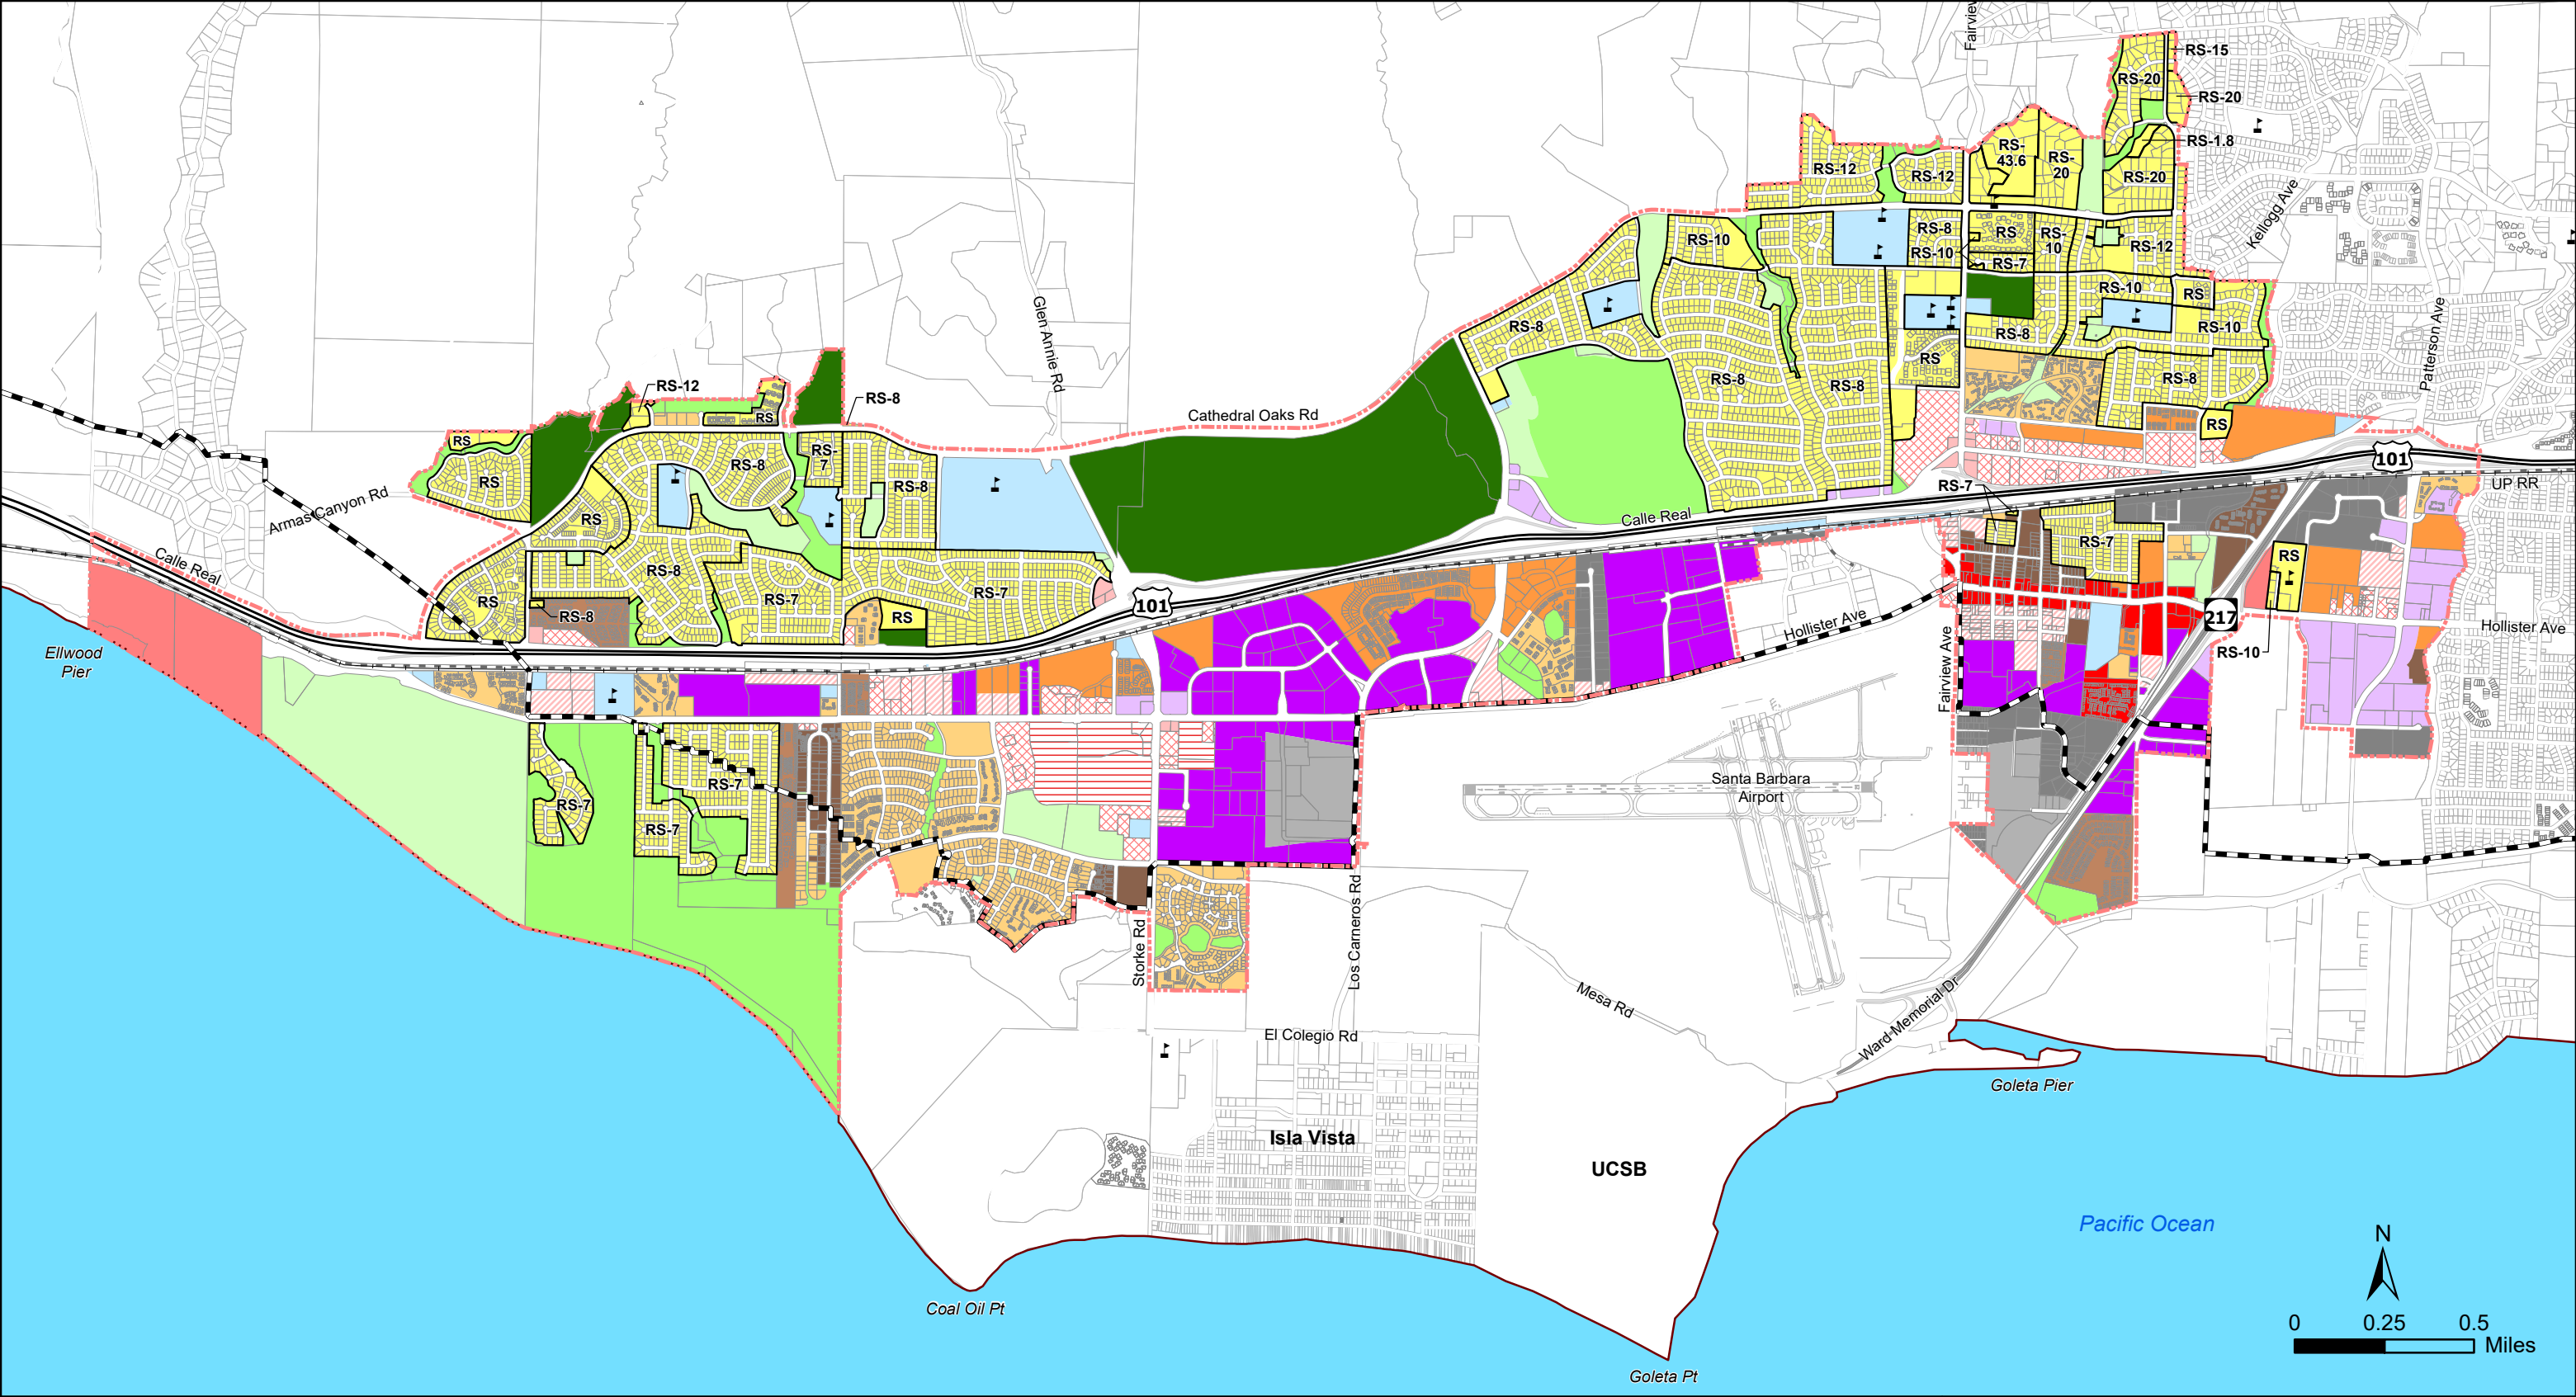 Fairview
RS-15
RS-20
RS-20
RS-1.8
RS-
43.6
RS-
20
RS-12
RS-12
RS-20
Kellogg Ave
RS-10
RS-8
RS-10
RS
RS-7
RS-
10
RS-12
RS-10
RS
RS-10
RS-8
RS-8
RS
RS-8
RS-8
RS-8
RS
Patterson Ave
Glen Annie Rd
Cathedral Oaks Rd
RS-12
RS-8
RS
RS
RS
RS-8
RS-
7
RS-8
RS
Armas Canyon Rd
Calle Real
RS
RS-8
RS-8
RS-7
RS
RS-7
101
Calle Real
101
UP RR
RS-7
RS-7
RS
217
RS-10
Hollister Ave
Hollister Ave
Fairview Ave
Ellwood
Pier
RS-7
RS-7
RS-7
Santa Barbara
Airport
Storke Rd
Los Carneros Rd
Mesa Rd
Ward Memorial Dr
El Colegio Rd
Goleta Pier
Isla Vista
UCSB
Pacific Ocean
Coal Oil Pt
Goleta Pt
N
0 0.25 0.5
Miles